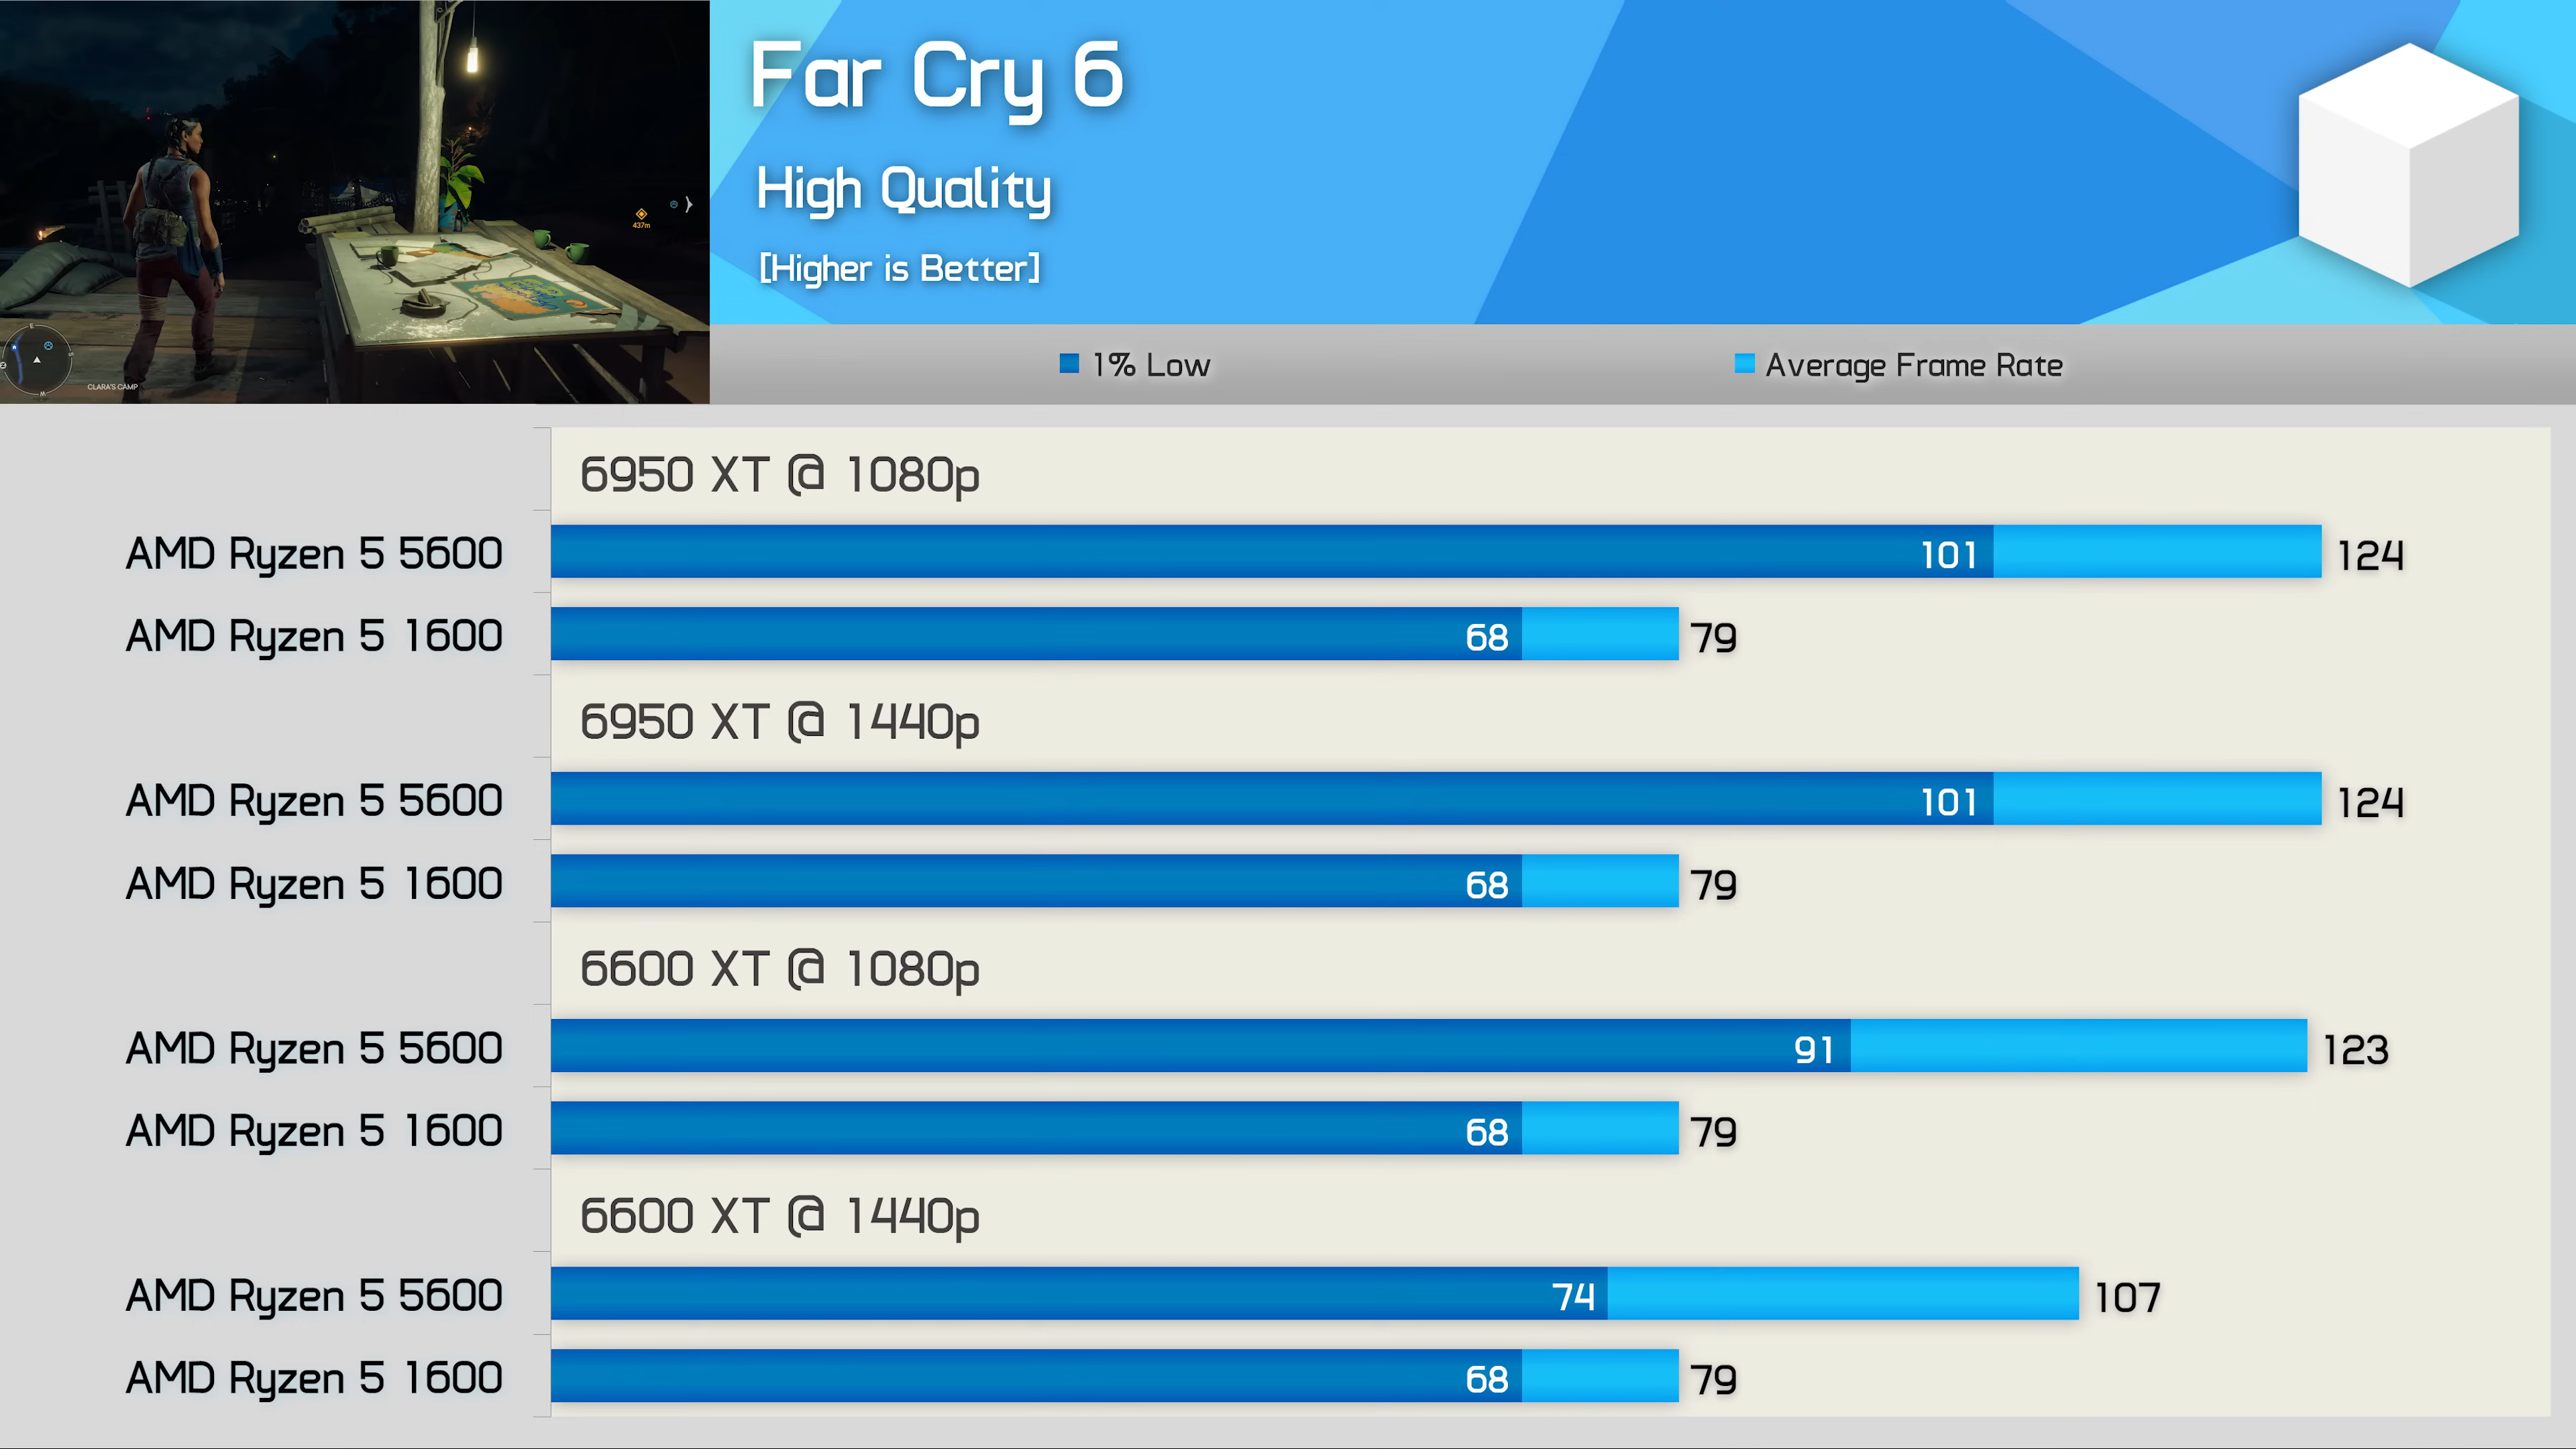 Far Cry 6
High Quality
[Higher is Better]
1% Low
Average Frame Rate
437m
CLARA'S CAMP
6950 XT @ 1080p
AMD Ryzen 5 5600 101 124
AMD Ryzen 5 1600 68 79
6950 XT @ 1440p
AMD Ryzen 5 5600 101 124
AMD Ryzen 5 1600 68 79
6600 XT @ 1080p
AMD Ryzen 5 5600 91 123
AMD Ryzen 5 1600 68 79
6600 XT @ 1440p
AMD Ryzen 5 5600 74 107
AMD Ryzen 5 1600 68 79